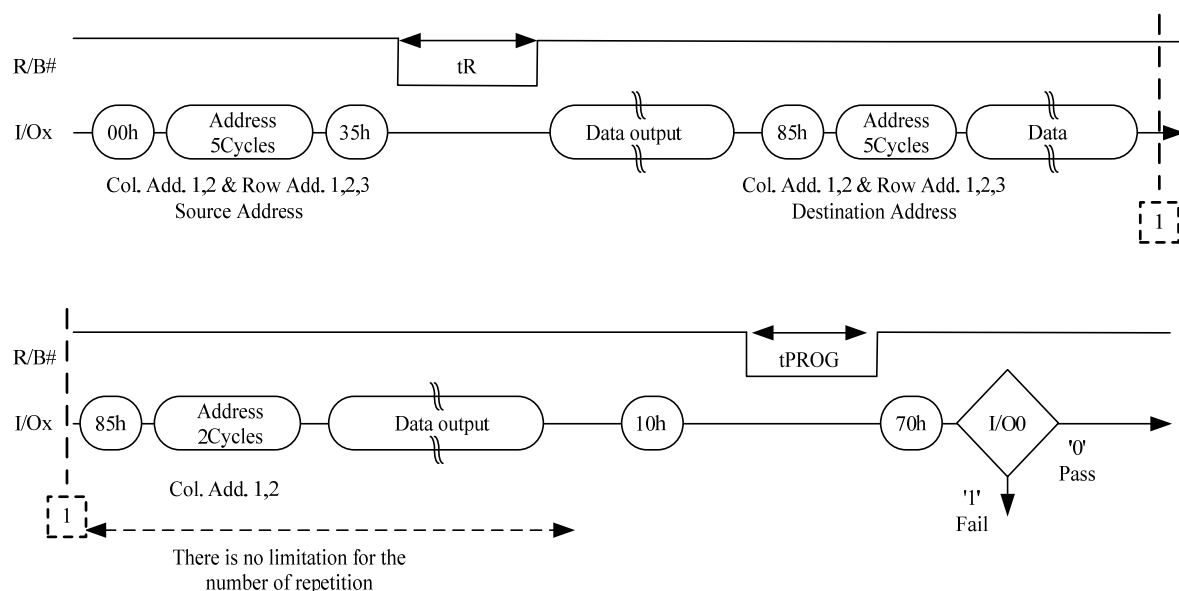 R/B#
tR
I/Ox
00h
Address
5Cycles
35h
Data output
85h
Address
5Cycles
Data
Col. Add. 1,2 & Row Add. 1,2,3
Source Address
Col. Add. 1,2 & Row Add. 1,2,3
Destination Address
1
R/B#
tPROG
I/Ox
85h
Address
2Cycles
Data output
10h
70h
I/O0
'0'
Pass
'1'
Fail
Col. Add. 1,2
1
There is no limitation for the
number of repetition